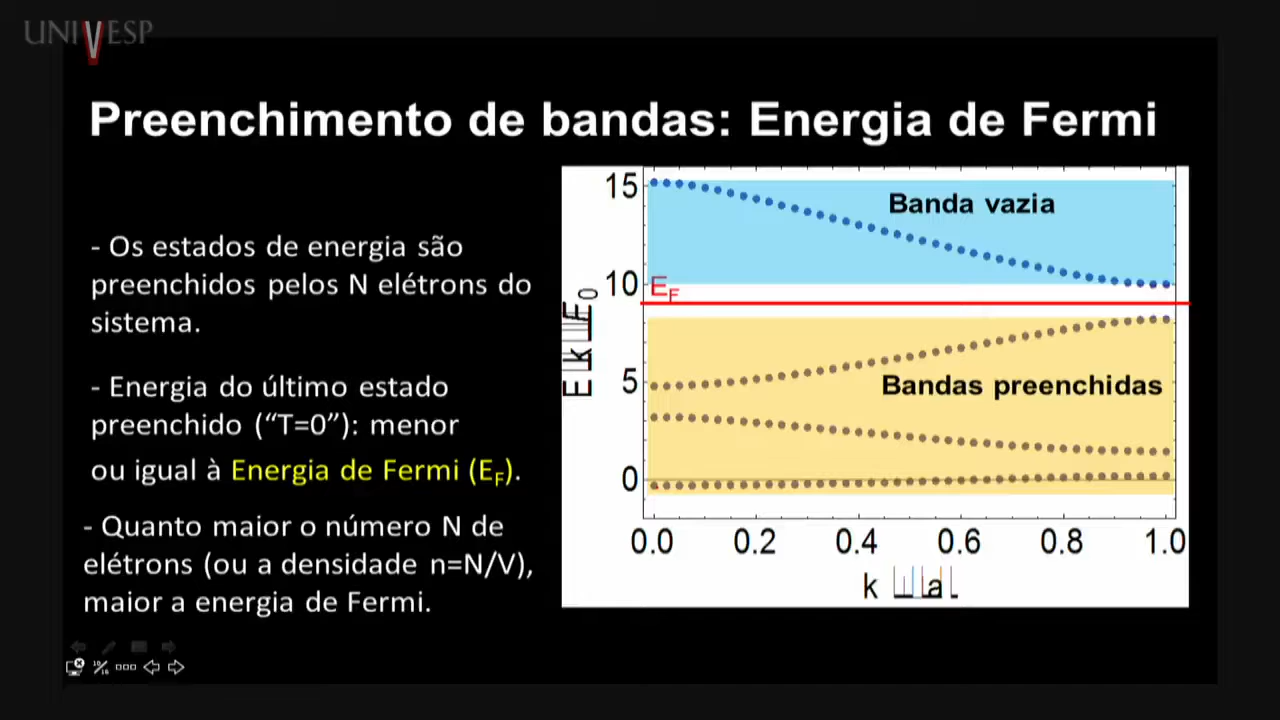 UNIVESP
Preenchimento de bandas: Energia de Fermi
- Os estados de energia são
preenchidos pelos N elétrons do
sistema.
- Energia do último estado
preenchido (“T=0”): menor
ou igual à Energia de Fermi (EF).
- Quanto maior o número N de
elétrons (ou a densidade n=N/V),
maior a energia de Fermi.
15
Banda vazia
10
EF
E k E0
5
Bandas preenchidas
0
0.0 0.2 0.4 0.6 0.8 1.0
k a